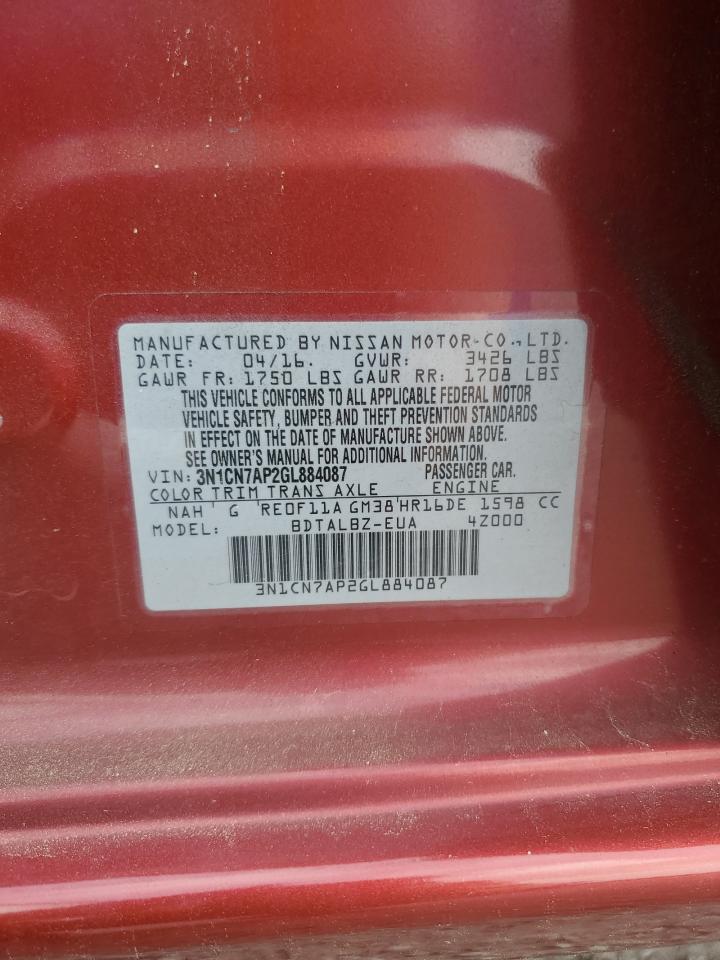 MANUFACTURED BY NISSAN MOTOR CO., LTD.
DATE: 04/16. GVWR: 3426 LBS
GAWR FR: 1750 LBS GAWR RR: 1708 LBS
THIS VEHICLE CONFORMS TO ALL APPLICABLE FEDERAL MOTOR
VEHICLE SAFETY, BUMPER AND THEFT PREVENTION STANDARDS
IN EFFECT ON THE DATE OF MANUFACTURE SHOWN ABOVE.
SEE OWNER'S MANUAL FOR ADDITIONAL INFORMATION.
VIN: 3N1CN7AP2GL884087 PASSENGER CAR.
COLOR TRIM TRANS AXLE ENGINE
NAH G RE0F11A GM38 HR16DE 1598 CC
MODEL: BDTALBZ-EUA 4Z000
3N1CN7AP2GL884087